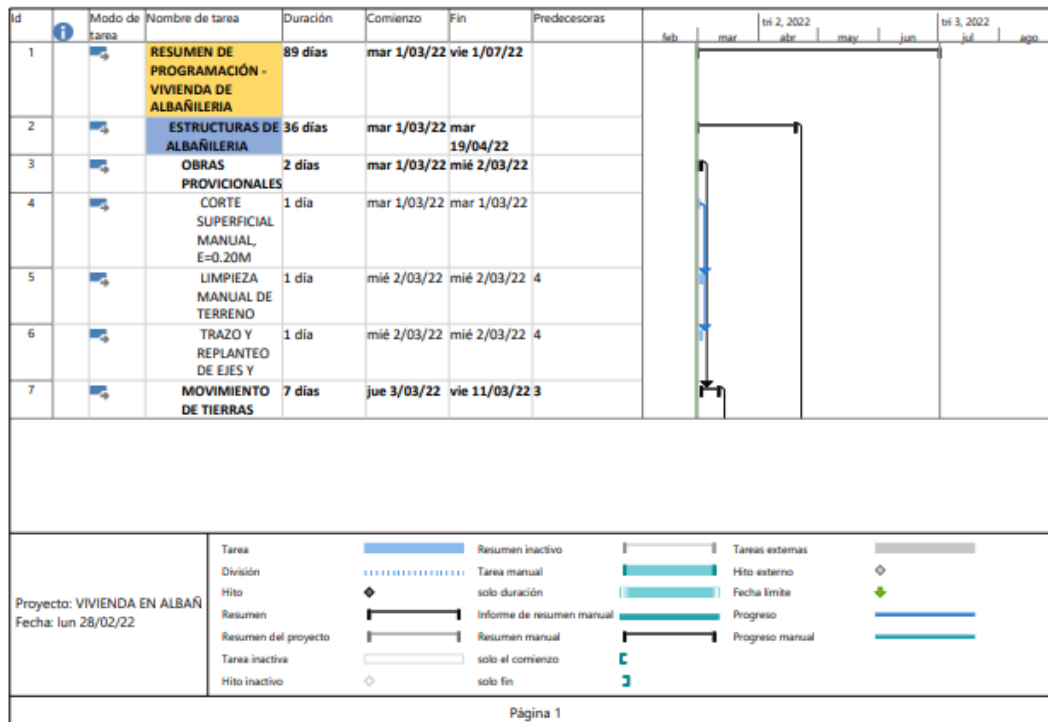 Id Modo de Nombre de tarea Duración Comienzo Fin Predecesoras tri 2, 2022 tri 3, 2022
tarea feb mar abr may jun jul ago
1 RESUMEN DE 89 días mar 1/03/22 vie 1/07/22
PROGRAMACIÓN -
VIVIENDA DE
ALBAÑILERIA
2 ESTRUCTURAS DE 36 días mar 1/03/22 mar
ALBAÑILERIA 19/04/22
3 OBRAS 2 días mar 1/03/22 mié 2/03/22
PROVICIONALES
4 CORTE 1 día mar 1/03/22 mar 1/03/22
SUPERFICIAL
MANUAL,
E=0.20M
5 LIMPIEZA 1 día mié 2/03/22 mié 2/03/22 4
MANUAL DE
TERRENO
6 TRAZO Y 1 día mié 2/03/22 mié 2/03/22 4
REPLANTEO
DE EJES Y
7 MOVIMIENTO 7 días jue 3/03/22 vie 11/03/22 3
DE TIERRAS
Proyecto: VIVIENDA EN ALBAÑ
Fecha: lun 28/02/22
Tarea Resumen inactivo Tareas externas
División Tarea manual Hito externo
Hito solo duración Fecha límite
Resumen Informe de resumen manual Progreso
Resumen del proyecto Resumen manual Progreso manual
Tarea inactiva solo el comienzo
Hito inactivo solo fin
Página 1